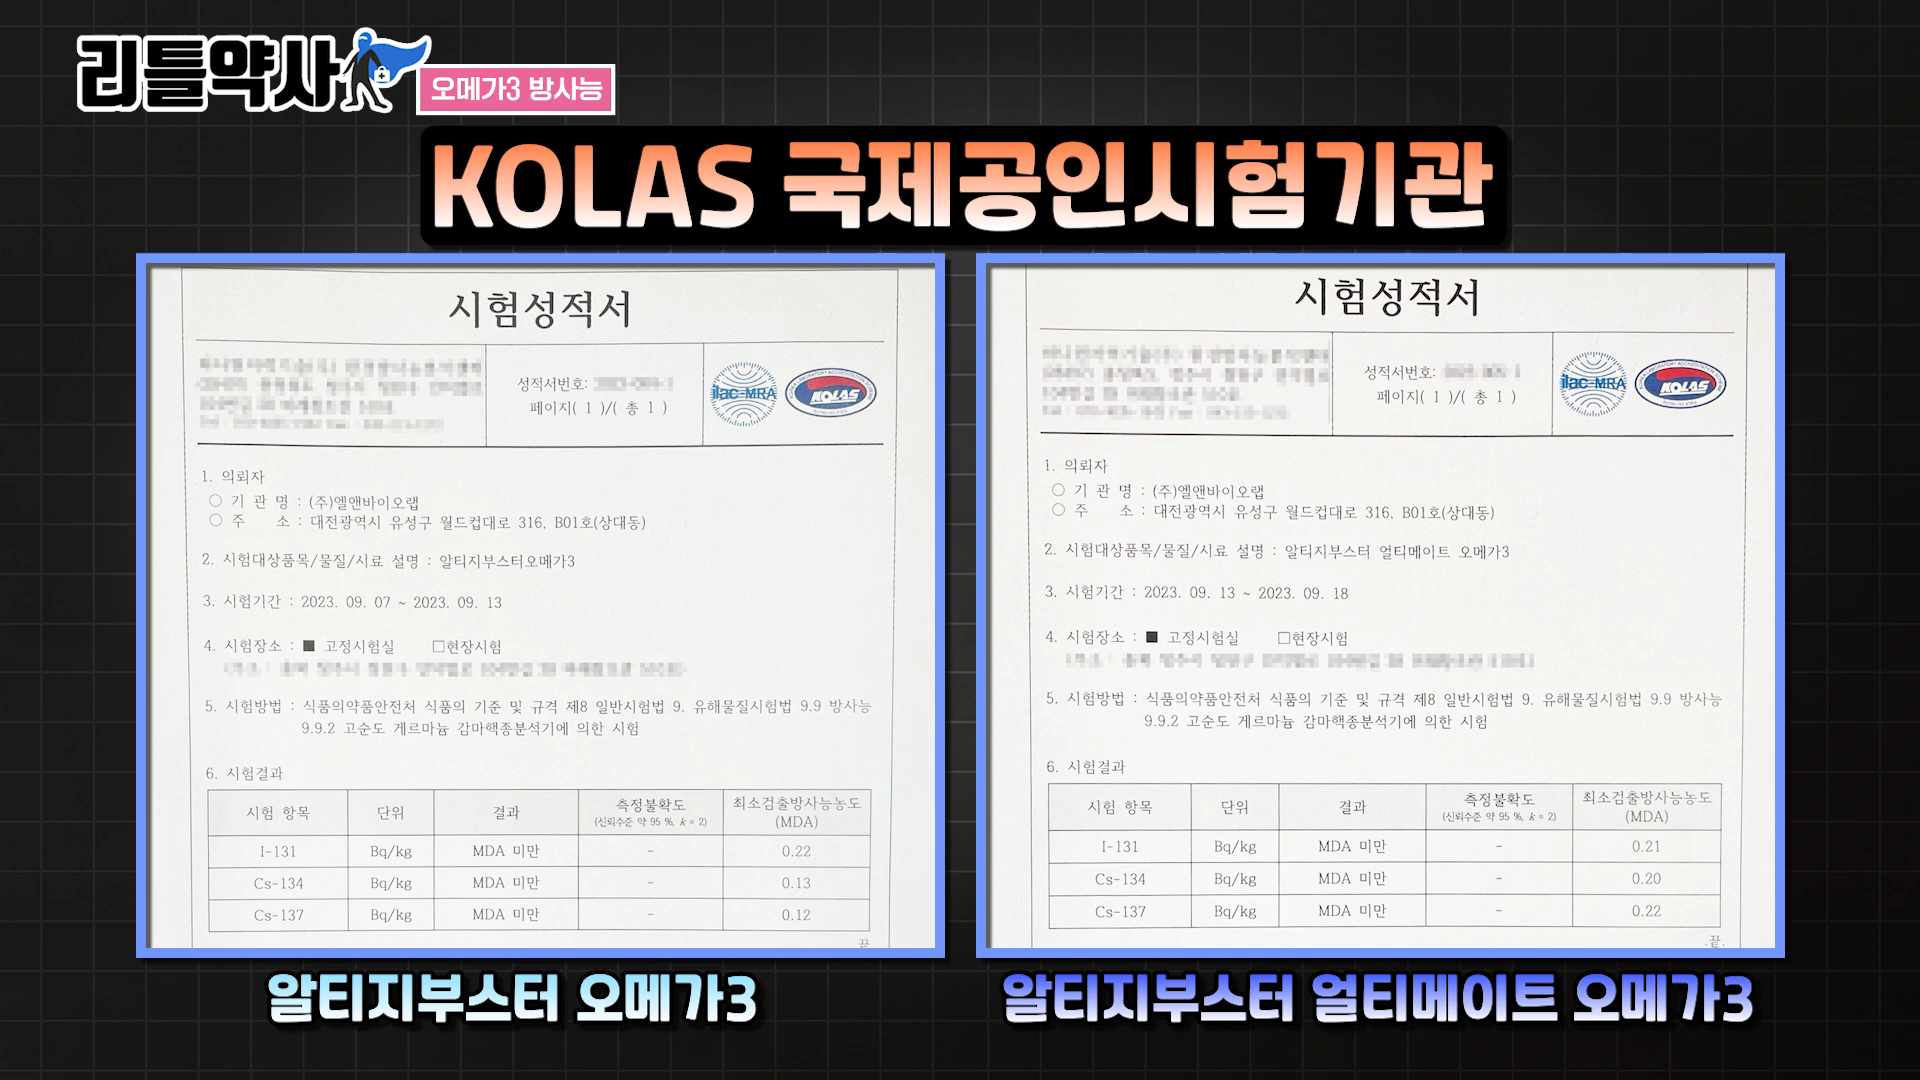 리틀약사
오메가3 방사능
KOLAS 국제공인시험기관
시험성적서
성적서번호:
페이지( 1 )/( 총 1 )
ilac-MRA
KOLAS
1. 의뢰자
○ 기 관 명 : (주)엘앤바이오랩
○ 주 소 : 대전광역시 유성구 월드컵대로 316, B01호(상대동)
2. 시험대상품목/물질/시료 설명 : 알티지부스터오메가3
3. 시험기간 : 2023. 09. 07 ~ 2023. 09. 13
4. 시험장소 : ■ 고정시험실 □현장시험
5. 시험방법 : 식품의약품안전처 식품의 기준 및 규격 제8 일반시험법 9. 유해물질시험법 9.9 방사능
9.9.2 고순도 게르마늄 감마핵종분석기에 의한 시험
6. 시험결과
시험 항목 단위 결과 측정불확도 최소검출방사능농도
(신뢰수준 약 95 %, k = 2) (MDA)
I-131 Bq/kg MDA 미만 - 0.22
Cs-134 Bq/kg MDA 미만 - 0.13
Cs-137 Bq/kg MDA 미만 - 0.12
끝
알티지부스터 오메가3
시험성적서
성적서번호:
페이지( 1 )/( 총 1 )
ilac-MRA
KOLAS
1. 의뢰자
○ 기 관 명 : (주)엘앤바이오랩
○ 주 소 : 대전광역시 유성구 월드컵대로 316, B01호(상대동)
2. 시험대상품목/물질/시료 설명 : 알티지부스터 얼티메이트 오메가3
3. 시험기간 : 2023. 09. 13 ~ 2023. 09. 18
4. 시험장소 : ■ 고정시험실 □현장시험
5. 시험방법 : 식품의약품안전처 식품의 기준 및 규격 제8 일반시험법 9. 유해물질시험법 9.9 방사능
9.9.2 고순도 게르마늄 감마핵종분석기에 의한 시험
6. 시험결과
시험 항목 단위 결과 측정불확도 최소검출방사능농도
(신뢰수준 약 95 %, k = 2) (MDA)
I-131 Bq/kg MDA 미만 - 0.21
Cs-134 Bq/kg MDA 미만 - 0.20
Cs-137 Bq/kg MDA 미만 - 0.22
.끝.
알티지부스터 얼티메이트 오메가3